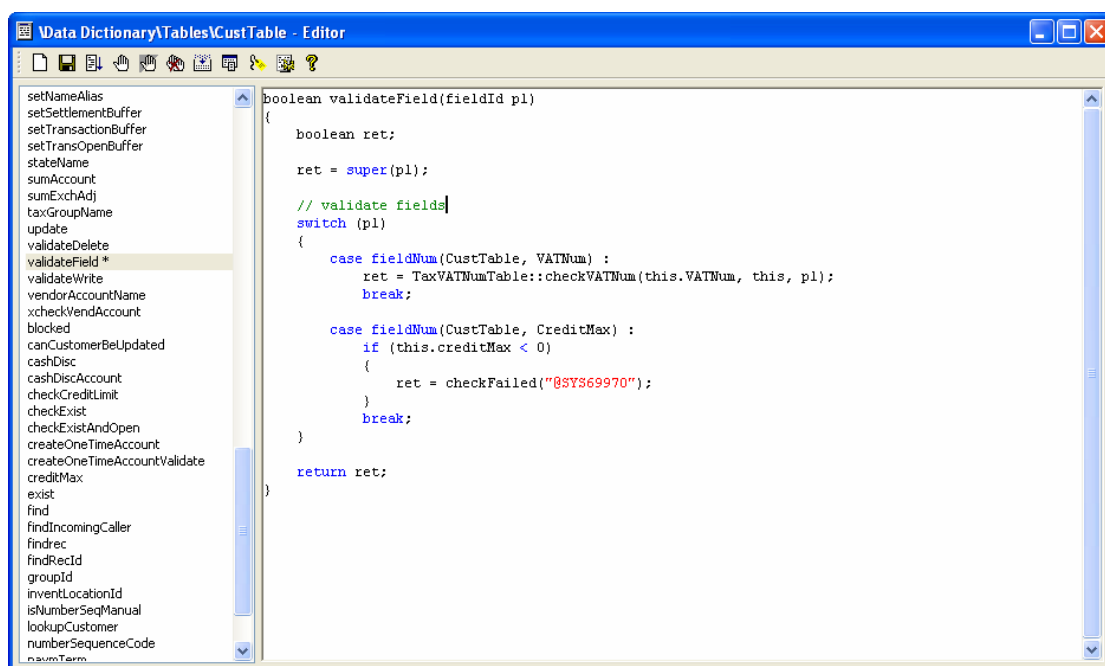 \Data Dictionary\Tables\CustTable - Editor
setNameAlias
setSettlementBuffer
setTransactionBuffer
setTransOpenBuffer
stateName
sumAccount
sumExchAdj
taxGroupName
update
validateDelete
validateField *
validateWrite
vendorAccountName
xcheckVendAccount
blocked
canCustomerBeUpdated
cashDisc
cashDiscAccount
checkCreditLimit
checkExist
checkExistAndOpen
createOneTimeAccount
createOneTimeAccountValidate
creditMax
exist
find
findIncomingCaller
findrec
findRecId
groupId
inventLocationId
isNumberSeqManual
lookupCustomer
numberSequenceCode
paymTerm
boolean validateField(fieldId p1)
{
    boolean ret;
    ret = super(p1);
    // validate fields
    switch (p1)
    {
        case fieldNum(CustTable, VATNum) :
            ret = TaxVATNumTable::checkVATNum(this.VATNum, this, p1);
            break;
        case fieldNum(CustTable, CreditMax) :
            if (this.creditMax < 0)
            {
                ret = checkFailed("@SYS69970");
            }
            break;
    }
    return ret;
}